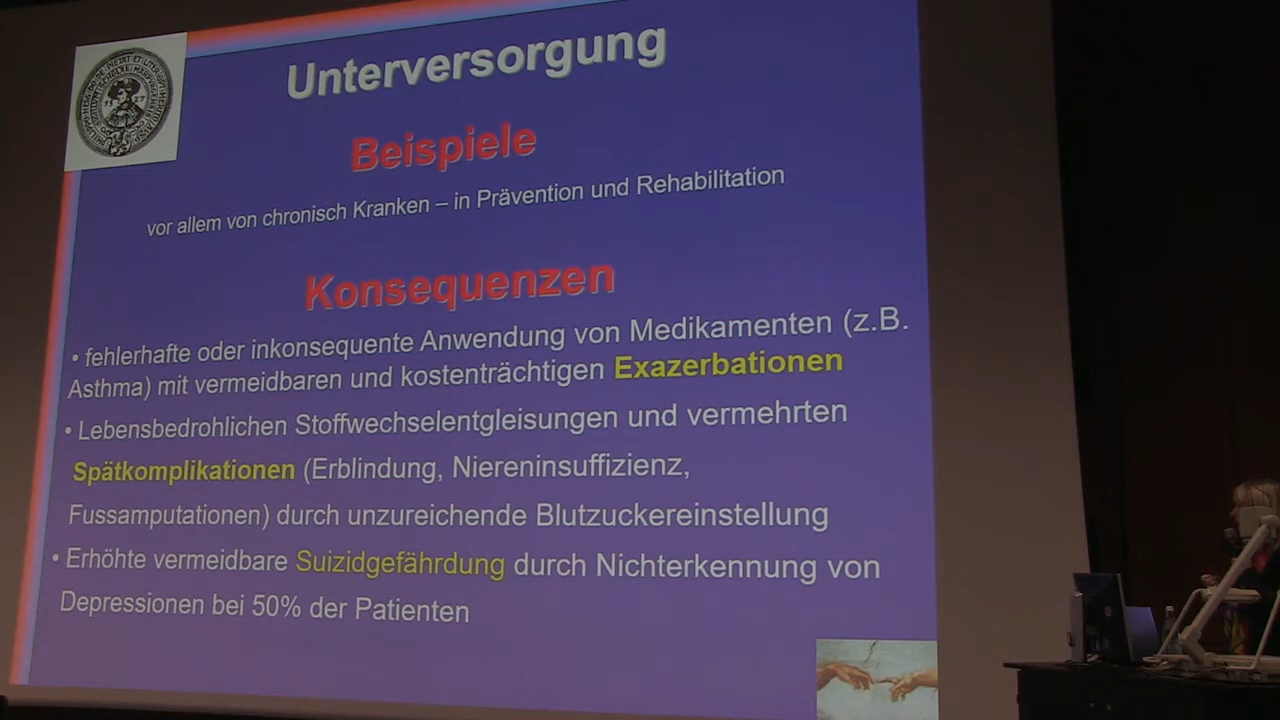 Unterversorgung
Beispiele
vor allem von chronisch Kranken – in Prävention und Rehabilitation
Konsequenzen
• fehlerhafte oder inkonsequente Anwendung von Medikamenten (z.B.
Asthma) mit vermeidbaren und kostenträchtigen Exazerbationen
• Lebensbedrohlichen Stoffwechselentgleisungen und vermehrten
Spätkomplikationen (Erblindung, Niereninsuffizienz,
Fussamputationen) durch unzureichende Blutzuckereinstellung
• Erhöhte vermeidbare Suizidgefährdung durch Nichterkennung von
Depressionen bei 50% der Patienten